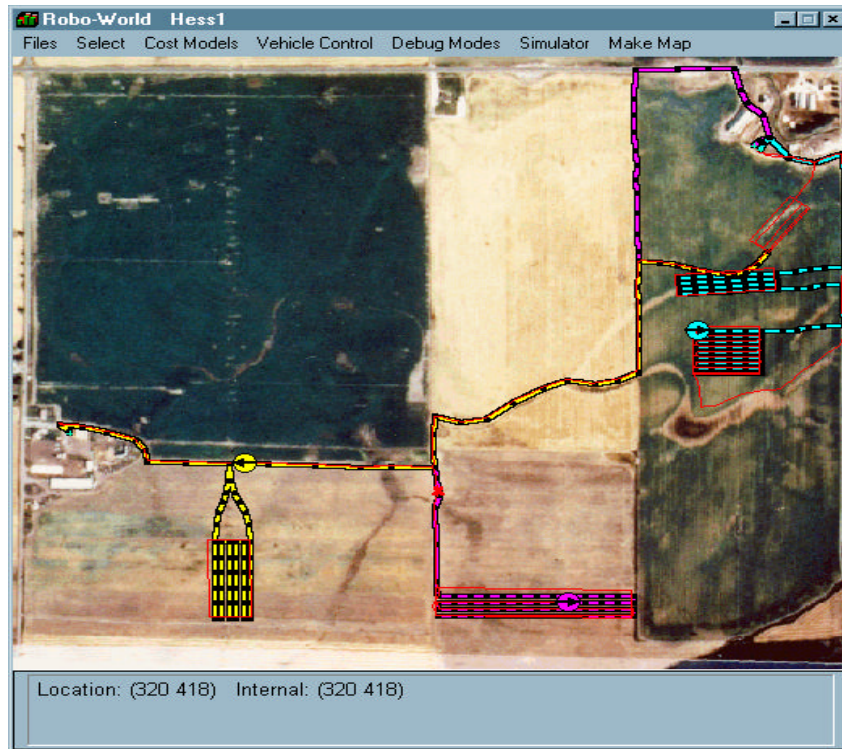 Robo-World Hess1
Files Select Cost Models Vehicle Control Debug Modes Simulator Make Map
Location: (320 418) Internal: (320 418)